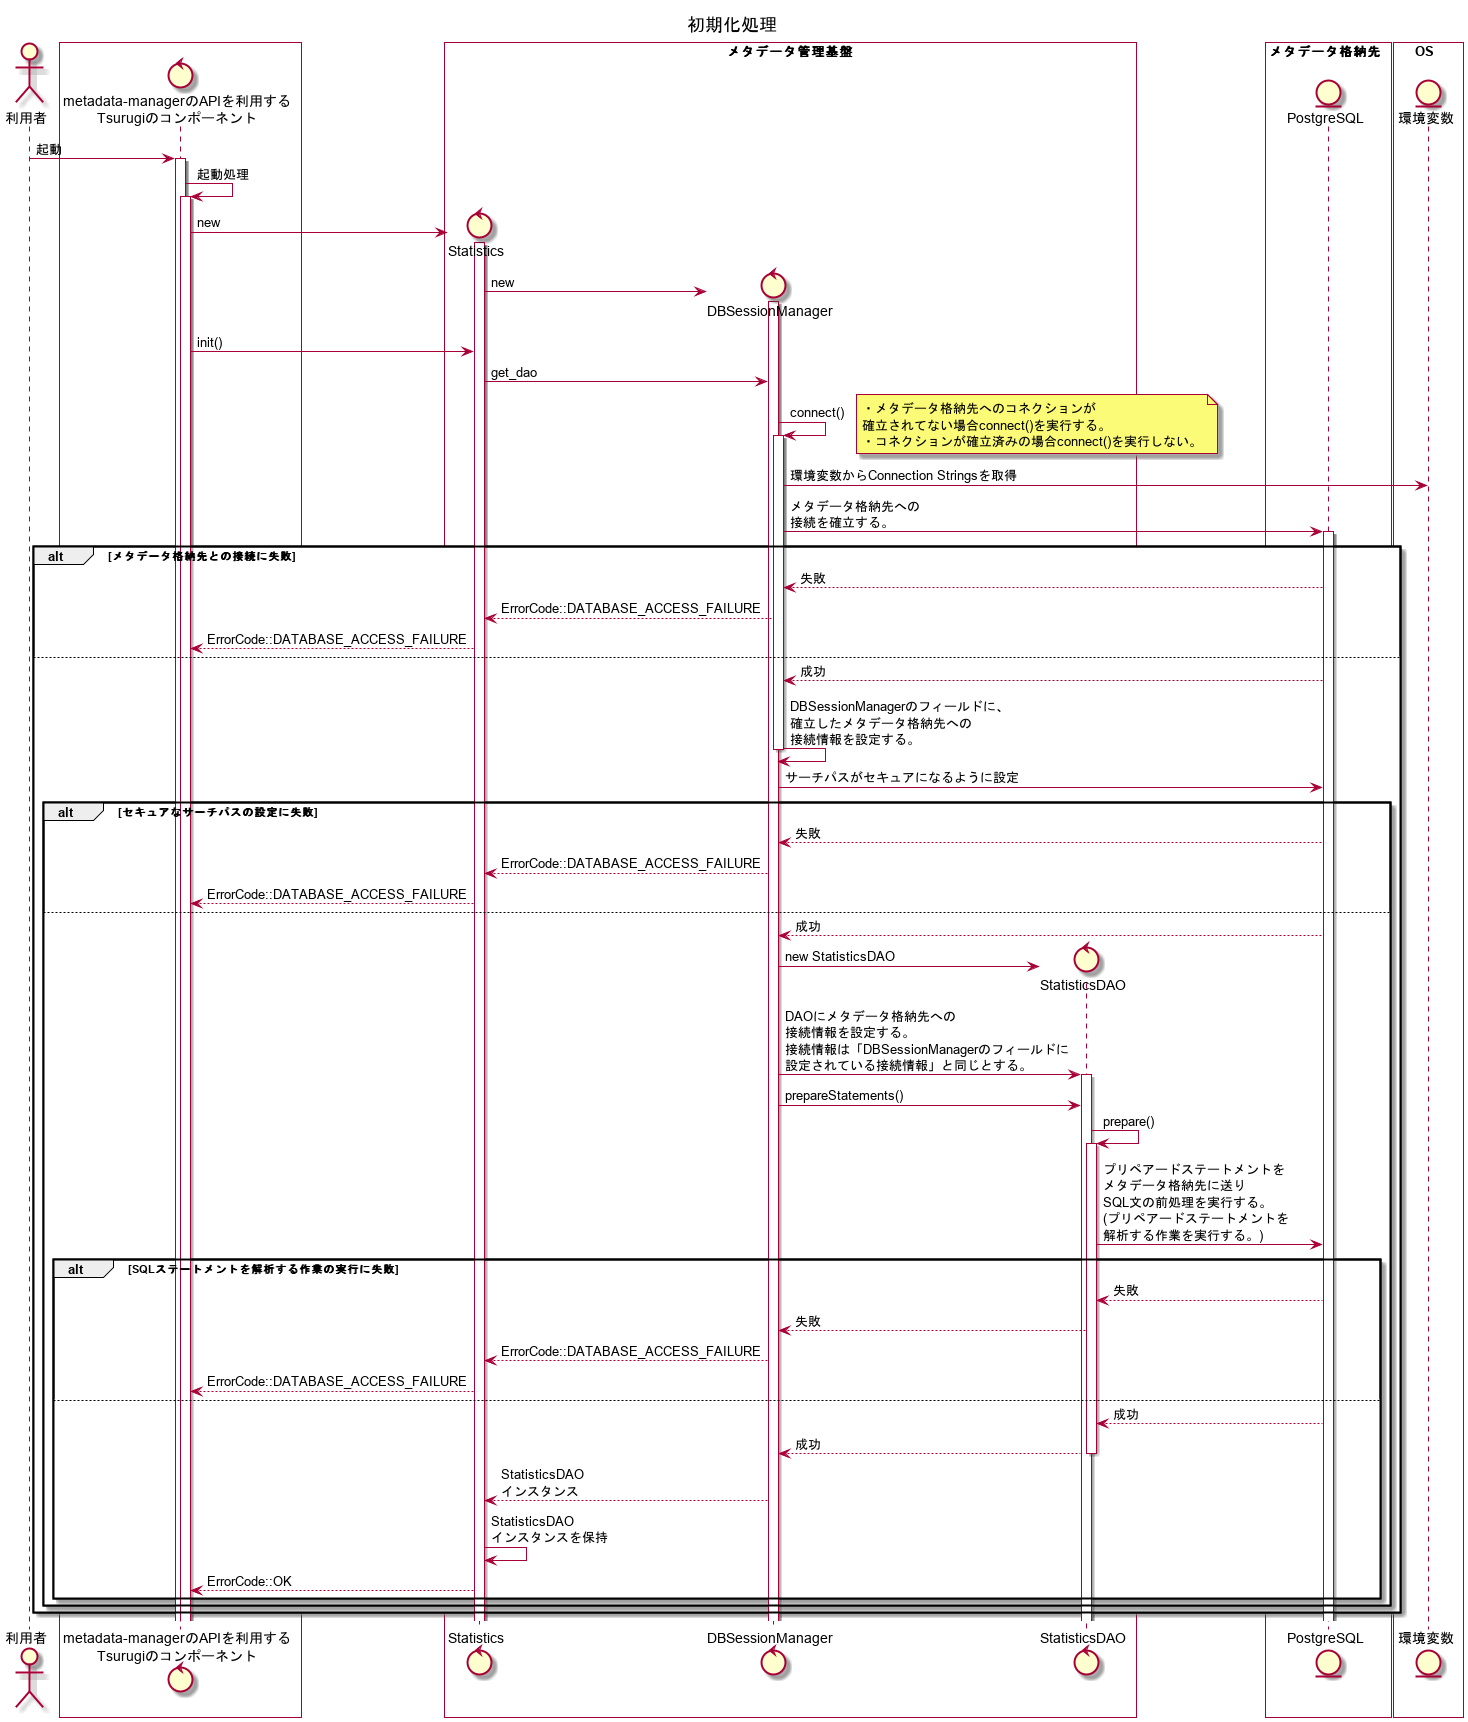 初期化処理
メタデータ管理基盤
メタデータ格納先
OS
利用者
metadata-managerのAPIを利用する
Tsurugiのコンポーネント
PostgreSQL
環境変数
起動
起動処理
new
Statistics
new
DBSessionManager
init()
get_dao
connect()
・メタデータ格納先へのコネクションが
確立されてない場合connect()を実行する。
・コネクションが確立済みの場合connect()を実行しない。
環境変数からConnection Stringsを取得
メタデータ格納先への
接続を確立する。
alt [メタデータ格納先との接続に失敗]
失敗
ErrorCode::DATABASE_ACCESS_FAILURE
ErrorCode::DATABASE_ACCESS_FAILURE
成功
DBSessionManagerのフィールドに、
確立したメタデータ格納先への
接続情報を設定する。
サーチパスがセキュアになるように設定
alt [セキュアなサーチパスの設定に失敗]
失敗
ErrorCode::DATABASE_ACCESS_FAILURE
ErrorCode::DATABASE_ACCESS_FAILURE
成功
new StatisticsDAO
StatisticsDAO
DAOにメタデータ格納先への
接続情報を設定する。
接続情報は「DBSessionManagerのフィールドに
設定されている接続情報」と同じとする。
prepareStatements()
prepare()
プリペアードステートメントを
メタデータ格納先に送り
SQL文の前処理を実行する。
(プリペアードステートメントを
解析する作業を実行する。)
alt [SQLステートメントを解析する作業の実行に失敗]
失敗
失敗
ErrorCode::DATABASE_ACCESS_FAILURE
ErrorCode::DATABASE_ACCESS_FAILURE
成功
成功
StatisticsDAO
インスタンス
StatisticsDAO
インスタンスを保持
ErrorCode::OK
利用者
metadata-managerのAPIを利用する
Tsurugiのコンポーネント
Statistics
DBSessionManager
StatisticsDAO
PostgreSQL
環境変数